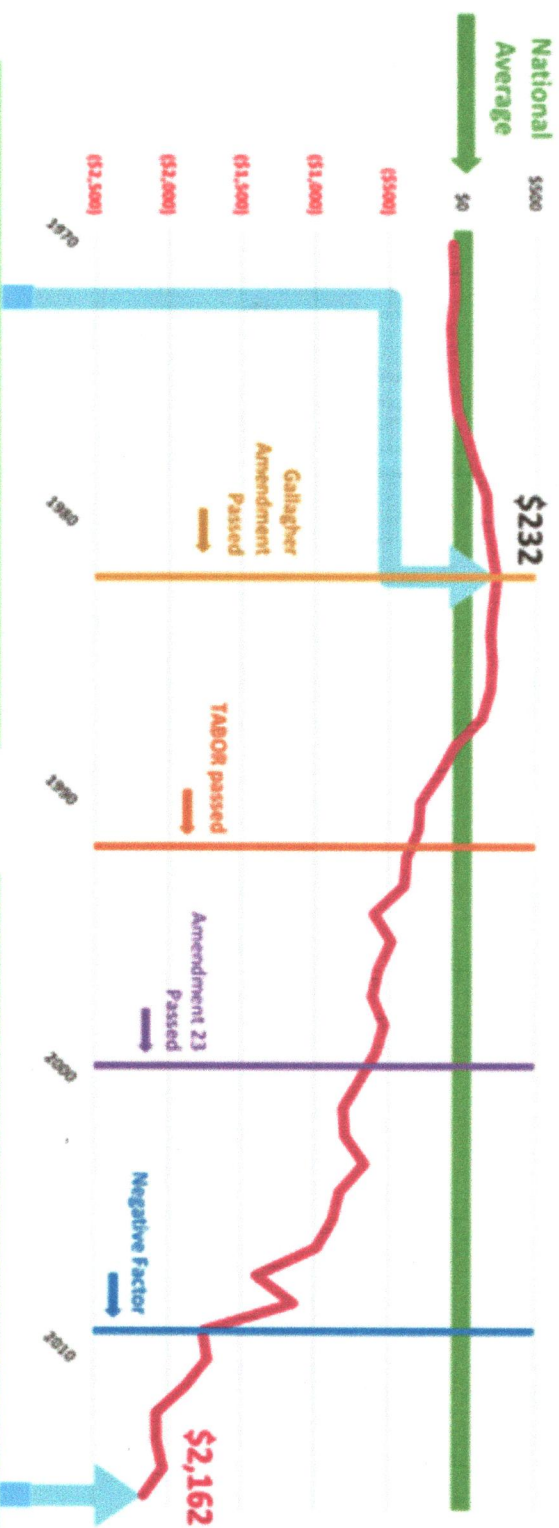 National
Average
$500
$0
($500)
($1,000)
($1,500)
($2,000)
($2,500)
$232
Gallagher
Amendment
Passed
TABOR passed
Amendment 23
Passed
Negative Factor
$2,162
1970
1980
1990
2000
2010